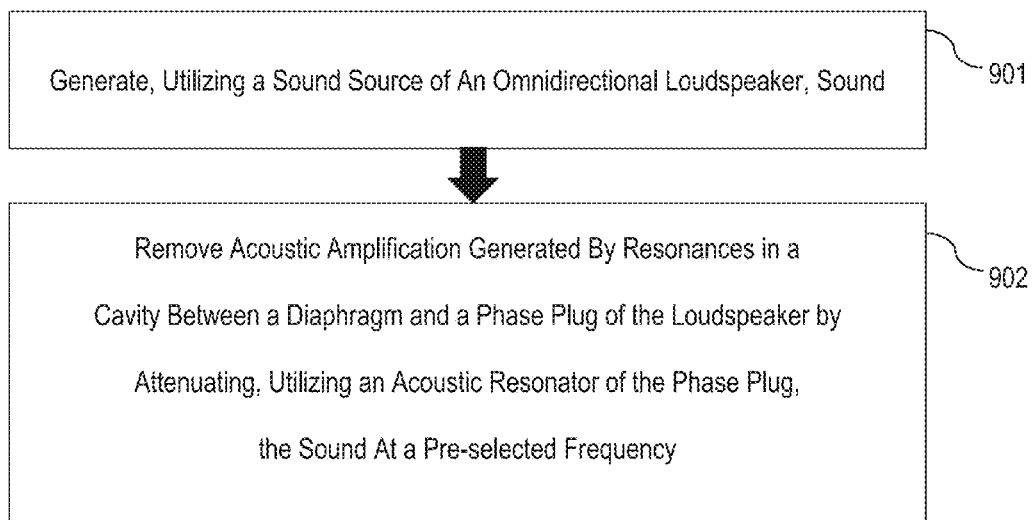 Generate, Utilizing a Sound Source of An Omnidirectional Loudspeaker, Sound
901
Remove Acoustic Amplification Generated By Resonances in a
Cavity Between a Diaphragm and a Phase Plug of the Loudspeaker by
Attenuating, Utilizing an Acoustic Resonator of the Phase Plug,
the Sound At a Pre-selected Frequency
902